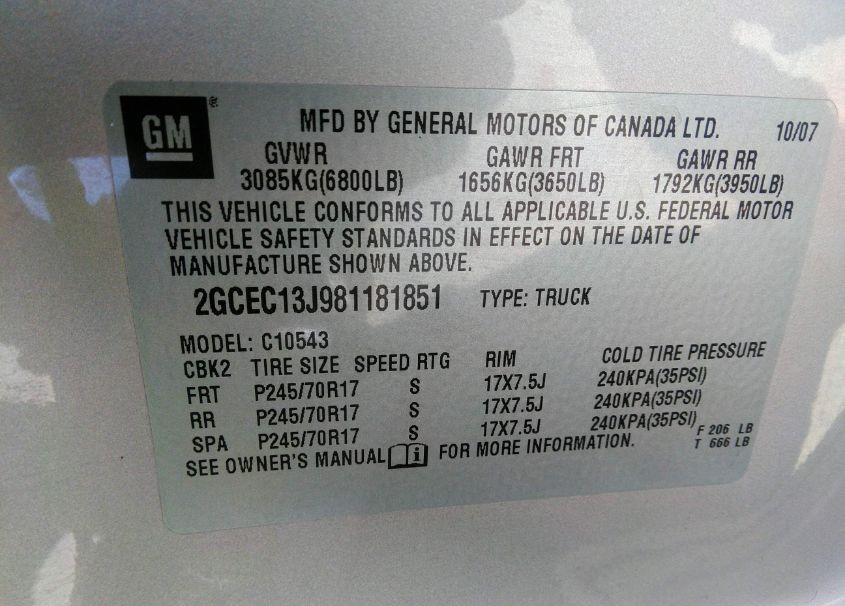 GM®
MFD BY GENERAL MOTORS OF CANADA LTD. 10/07
GVWR GAWR FRT GAWR RR
3085KG(6800LB) 1656KG(3650LB) 1792KG(3950LB)
THIS VEHICLE CONFORMS TO ALL APPLICABLE U.S. FEDERAL MOTOR
VEHICLE SAFETY STANDARDS IN EFFECT ON THE DATE OF
MANUFACTURE SHOWN ABOVE.
2GCEC13J981181851 TYPE: TRUCK
MODEL: C10543
CBK2 TIRE SIZE SPEED RTG RIM COLD TIRE PRESSURE
FRT P245/70R17 S 17X7.5J 240KPA(35PSI)
RR P245/70R17 S 17X7.5J 240KPA(35PSI)
SPA P245/70R17 S 17X7.5J 240KPA(35PSI) F 206 LB
T 666 LB
SEE OWNER'S MANUAL i FOR MORE INFORMATION.